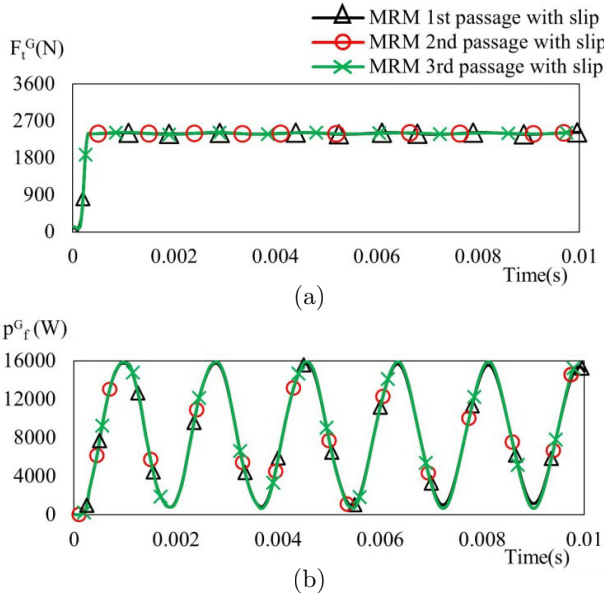 F_t^G(N)
MRM 1st passage with slip
MRM 2nd passage with slip
MRM 3rd passage with slip
3600
2700
1800
900
0
0 0.002 0.004 0.006 0.008 0.01
Time(s)
(a)
p^G_f (W)
16000
12000
8000
4000
0
0 0.002 0.004 0.006 0.008 0.01
Time(s)
(b)